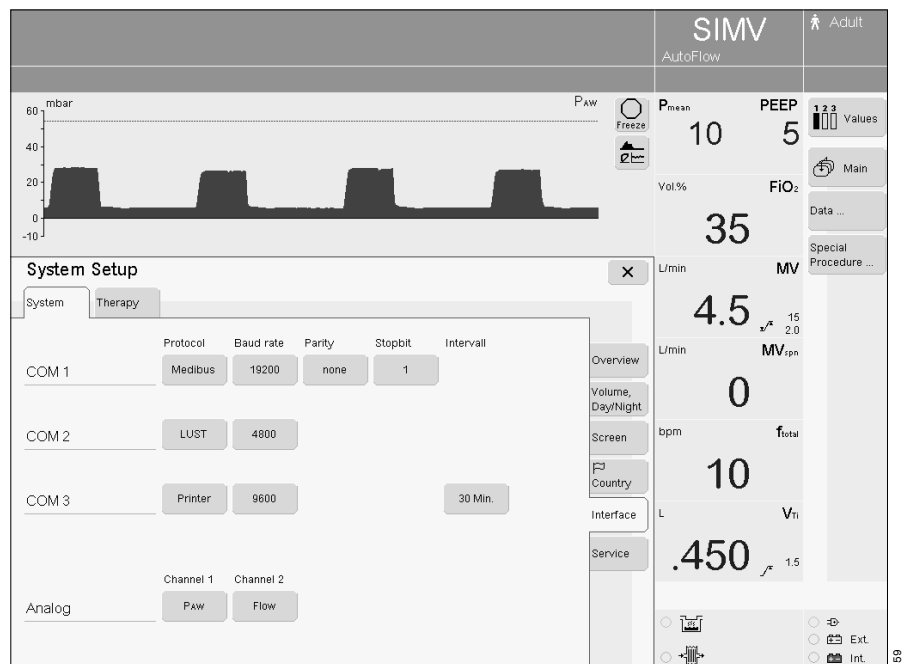 SIMV
AutoFlow
Adult
mbar
PAW
60
40
20
0
-10
Freeze
Pmean PEEP
10 5
Vol.% FiO2
35
L/min MV
4.5 15
2.0
L/min MVspn
0
bpm ftotal
10
L VTi
.450 1.5
1 2 3
Values
Main
Data ...
Special
Procedure ...
System Setup
System Therapy
Protocol Baud rate Parity Stopbit Intervall
COM 1 Medibus 19200 none 1
COM 2 LUST 4800
COM 3 Printer 9600 30 Min.
Channel 1 Channel 2
Analog PAW Flow
Overview
Volume,
Day/Night
Screen
Country
Interface
Service
Ext.
Int.
59